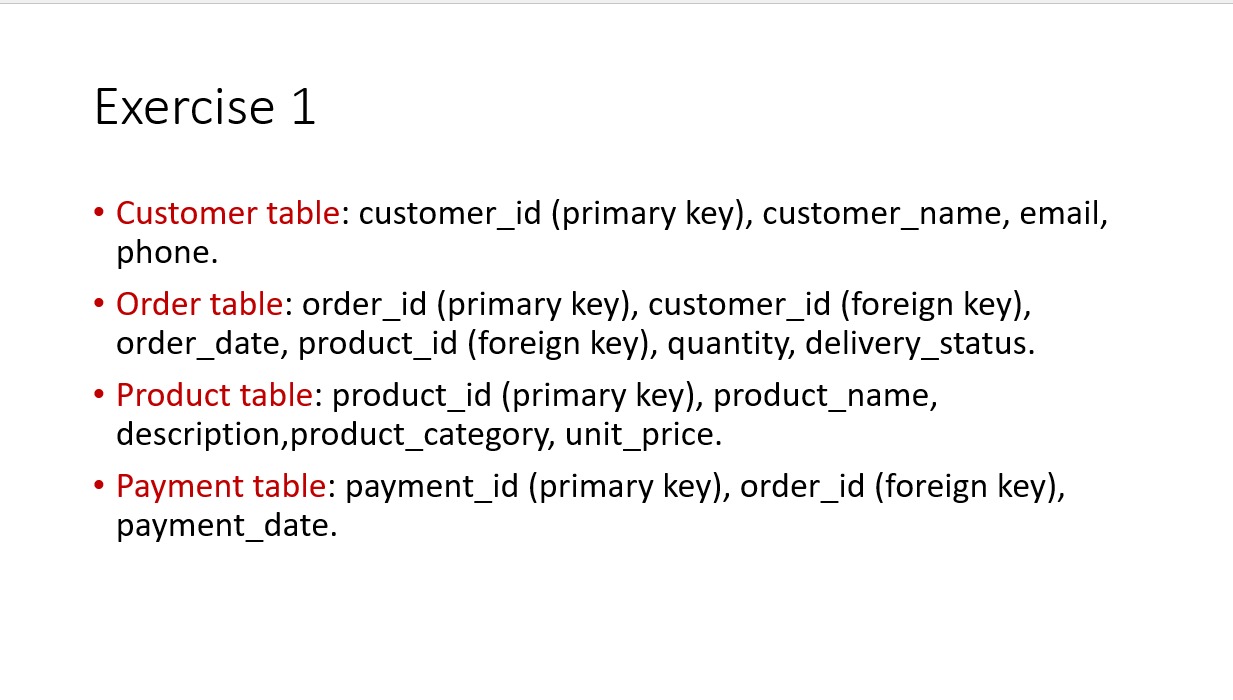 Exercise 1
• Customer table: customer_id (primary key), customer_name, email,
phone.
• Order table: order_id (primary key), customer_id (foreign key),
order_date, product_id (foreign key), quantity, delivery_status.
• Product table: product_id (primary key), product_name,
description,product_category, unit_price.
• Payment table: payment_id (primary key), order_id (foreign key),
payment_date.